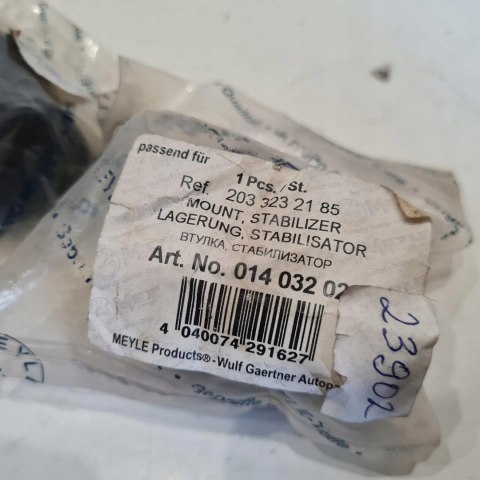 passend für
1 Pcs. /St.
Ref. 203 323 21 85
MOUNT, STABILIZER
LAGERUNG, STABILISATOR
ВТУЛКА, СТАБИЛИЗАТОР
Art. No. 014 032 02
4 040074 291627
MEYLE Products® - Wulf Gaertner Autopa
23902